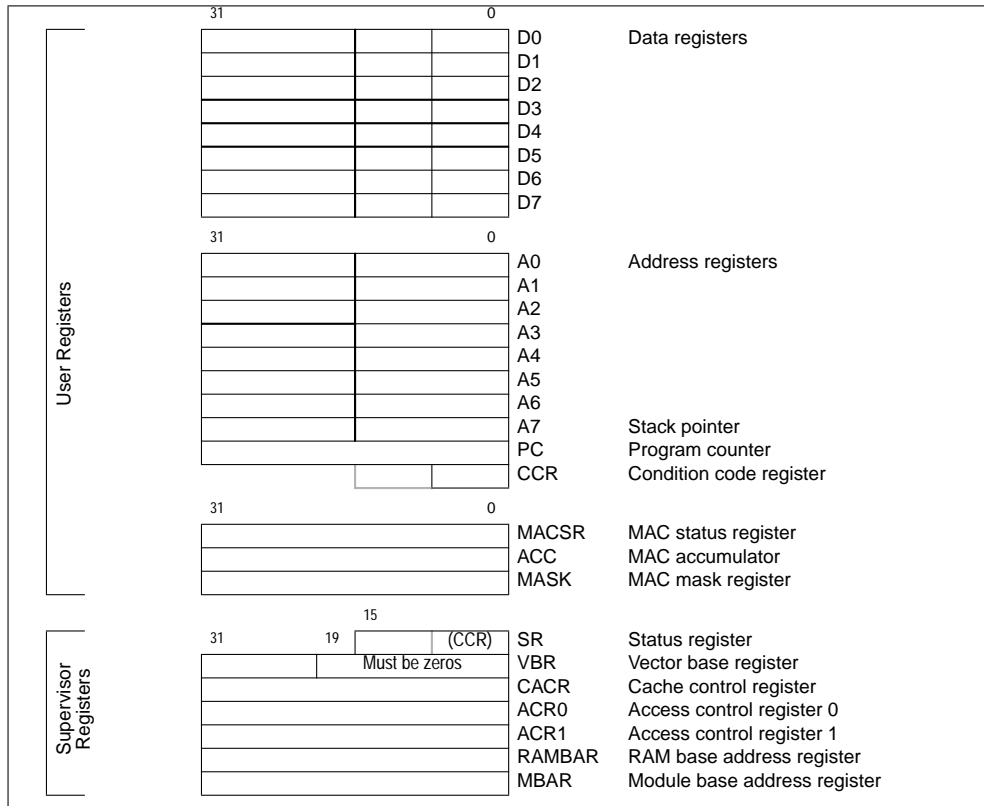 31 0
D0 Data registers
D1
D2
D3
D4
D5
D6
D7
31 0
A0 Address registers
A1
A2
A3
A4
A5
A6
A7 Stack pointer
PC Program counter
CCR Condition code register
User Registers
31 0
MACSR MAC status register
ACC MAC accumulator
MASK MAC mask register
15
31 19 (CCR) SR Status register
Must be zeros VBR Vector base register
CACR Cache control register
ACR0 Access control register 0
ACR1 Access control register 1
RAMBAR RAM base address register
MBAR Module base address register
Supervisor
Registers